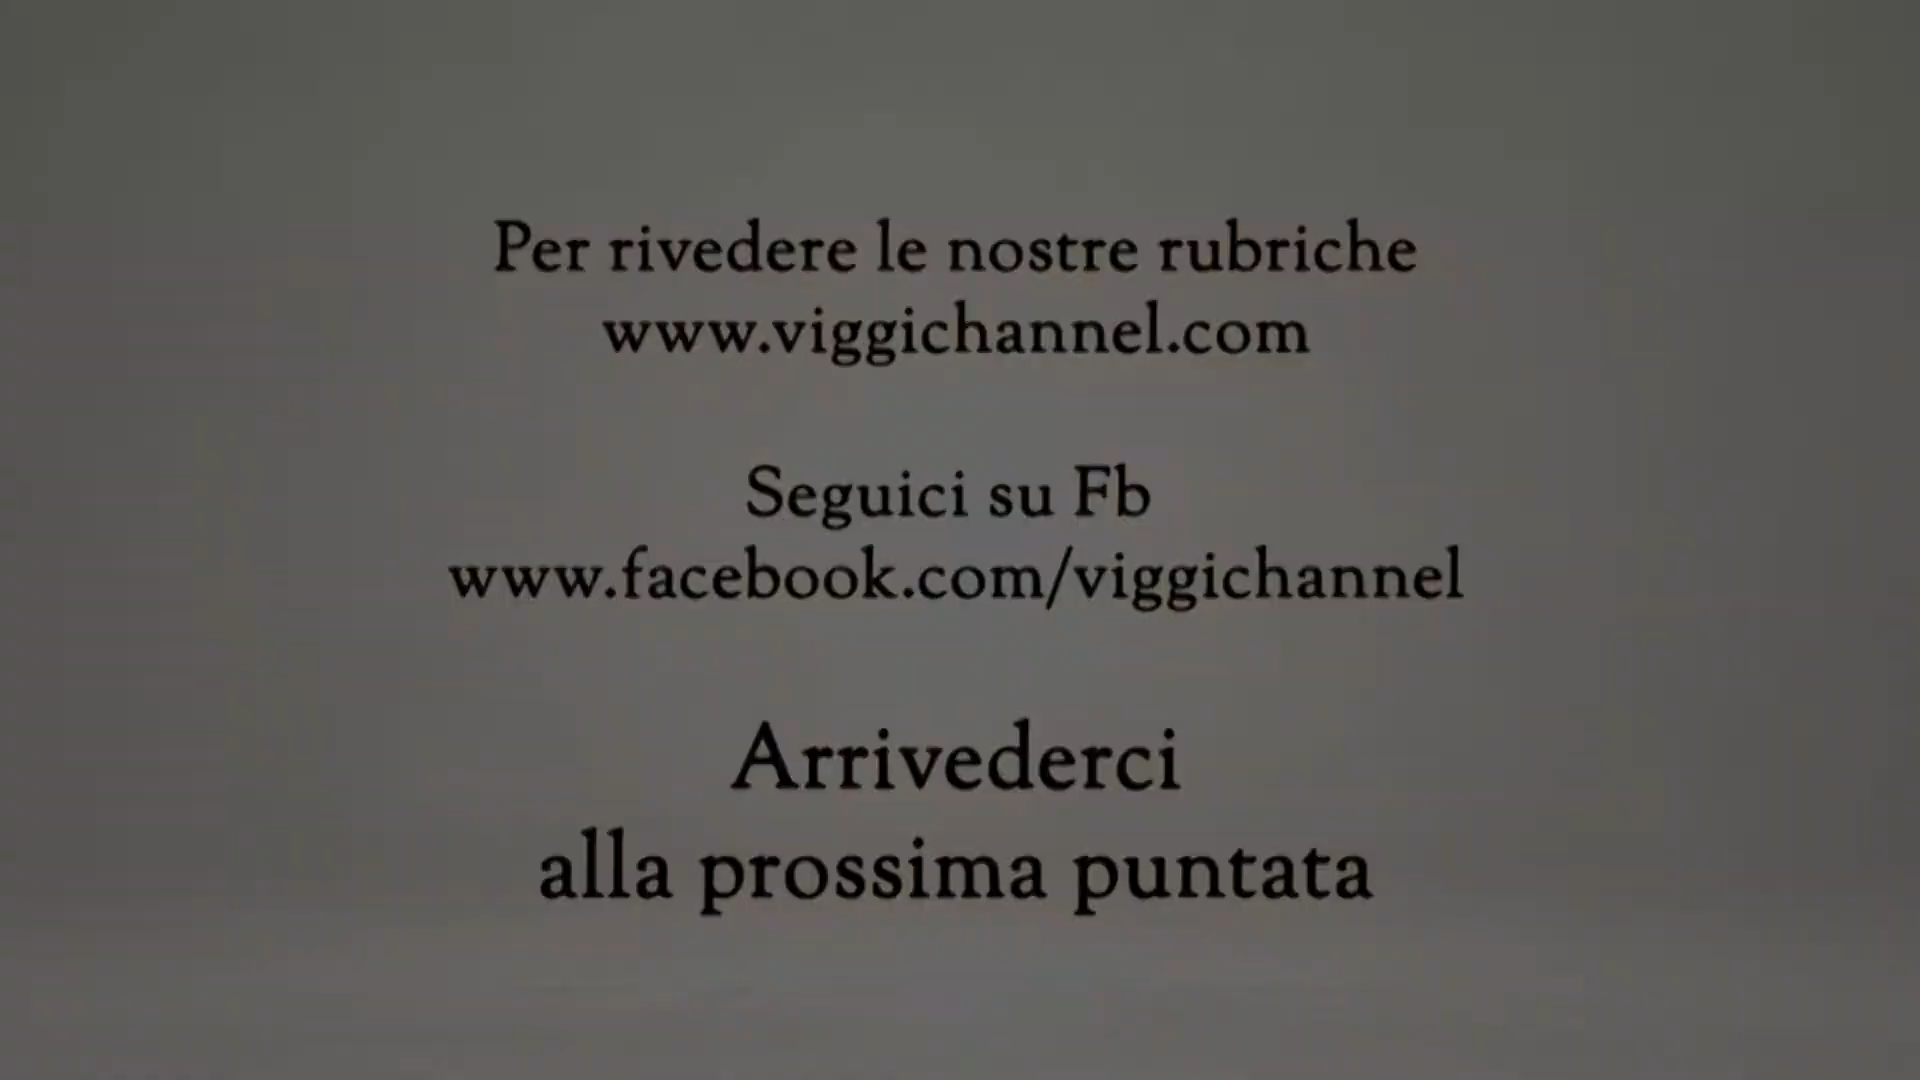 Per rivedere le nostre rubriche
www.viggichannel.com
Seguici su Fb
www.facebook.com/viggichannel
Arrivederci
alla prossima puntata